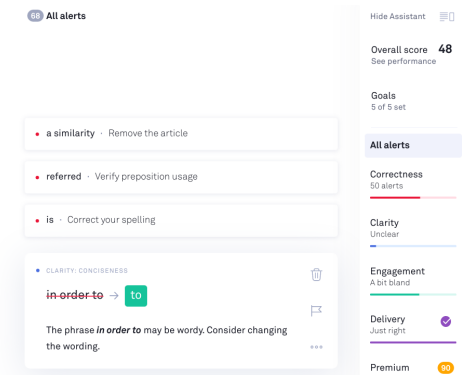 68 All alerts
Hide Assistant
Overall score 48
See performance
Goals
5 of 5 set
All alerts
a similarity · Remove the article
referred · Verify preposition usage
is · Correct your spelling
CLARITY: CONCISENESS
in order to → to
The phrase in order to may be wordy. Consider changing
the wording.
Correctness
50 alerts
Clarity
Unclear
Engagement
A bit bland
Delivery
Just right
Premium 90